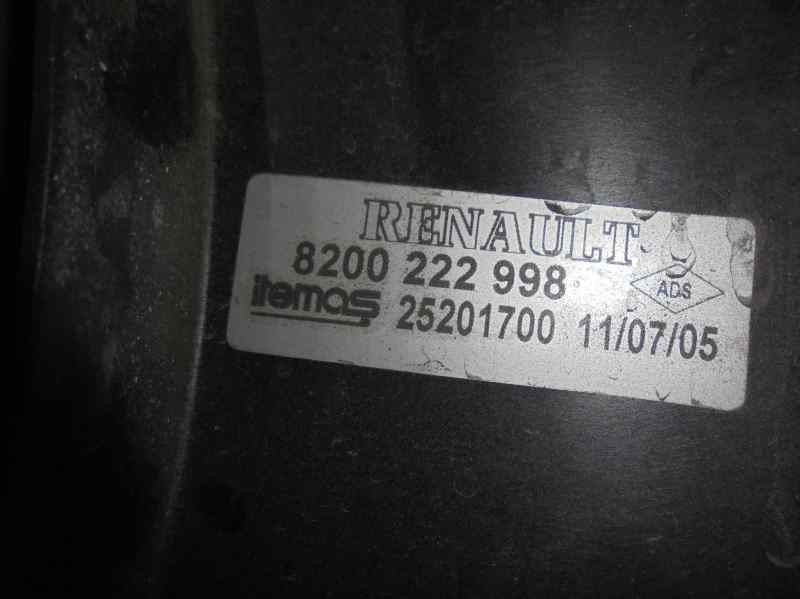 RENAULT
8200 222 998
ADS
itemas 25201700 11/07/05